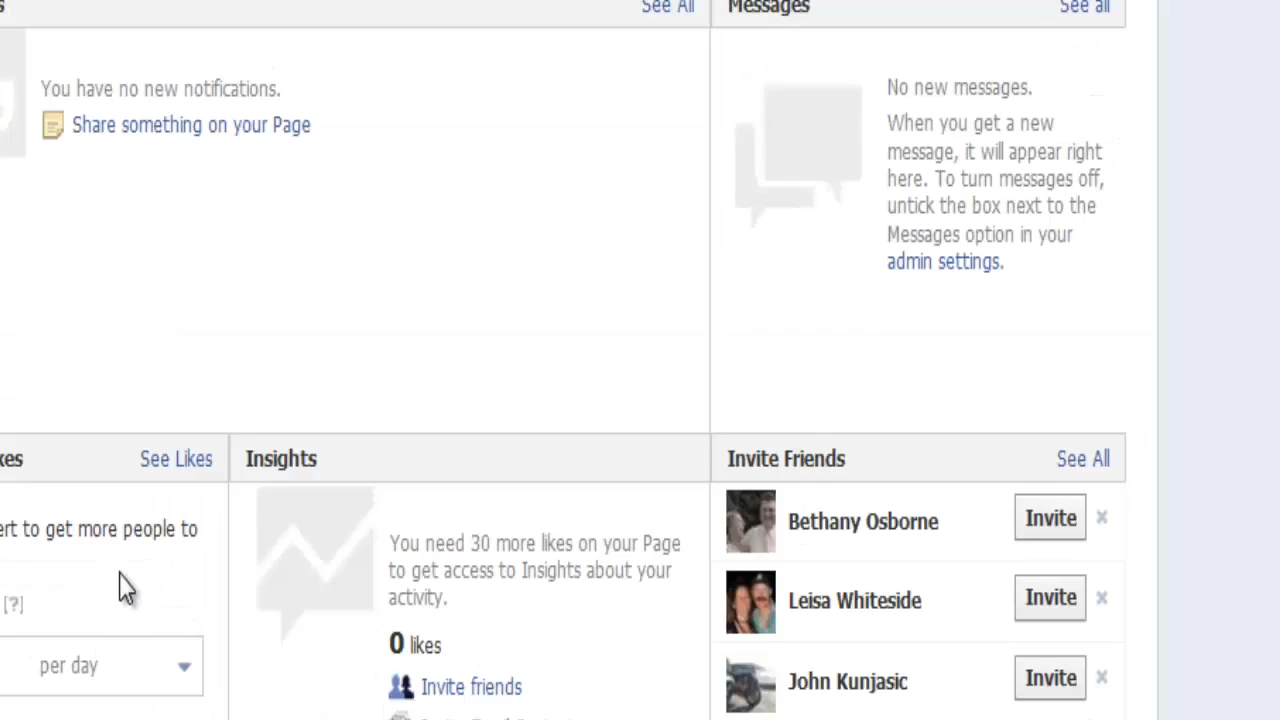 See All
Messages
See all
You have no new notifications.
Share something on your Page
No new messages.
When you get a new
message, it will appear right
here. To turn messages off,
untick the box next to the
Messages option in your
admin settings.
See Likes
Insights
Invite Friends
See All
to get more people to
[?]
per day
You need 30 more likes on your Page
to get access to Insights about your
activity.
0 likes
Invite friends
Bethany Osborne
Invite
Leisa Whiteside
Invite
John Kunjasic
Invite